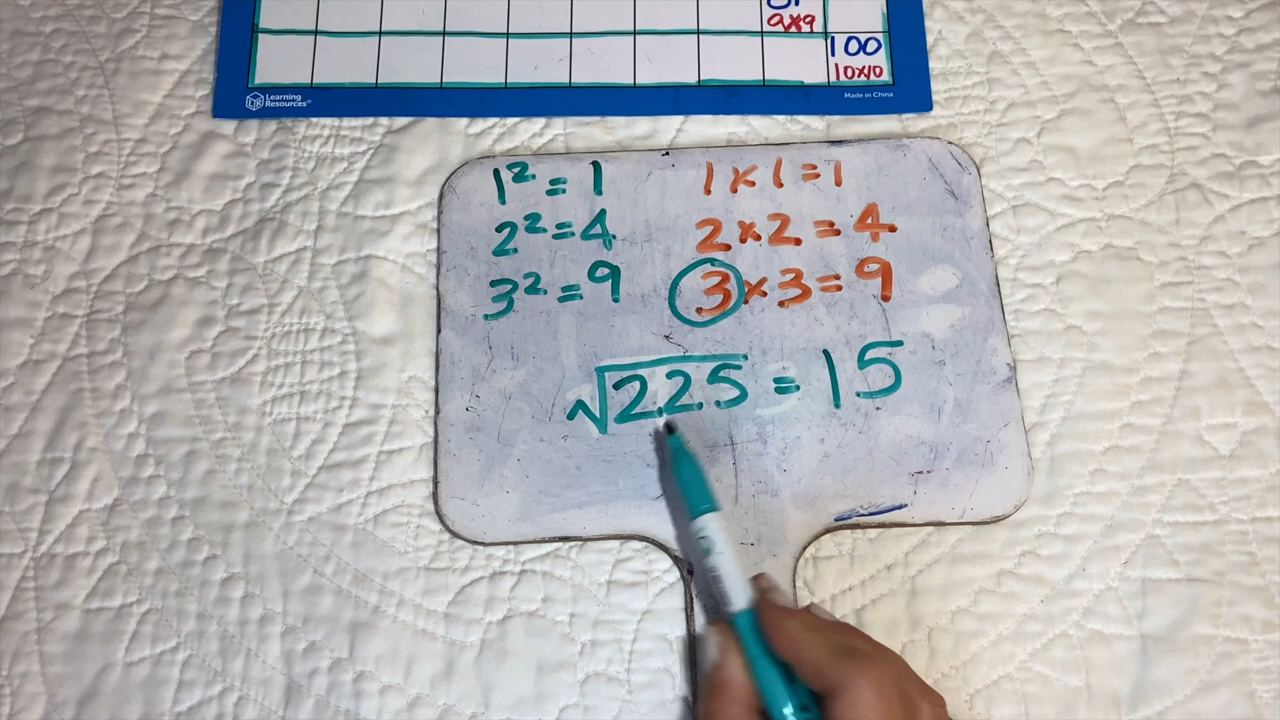 9x9
100
10x10
Learning
Resources®
Made in China
1² = 1 1 x 1 = 1
2² = 4 2 x 2 = 4
3² = 9 3 x 3 = 9
√225 = 15